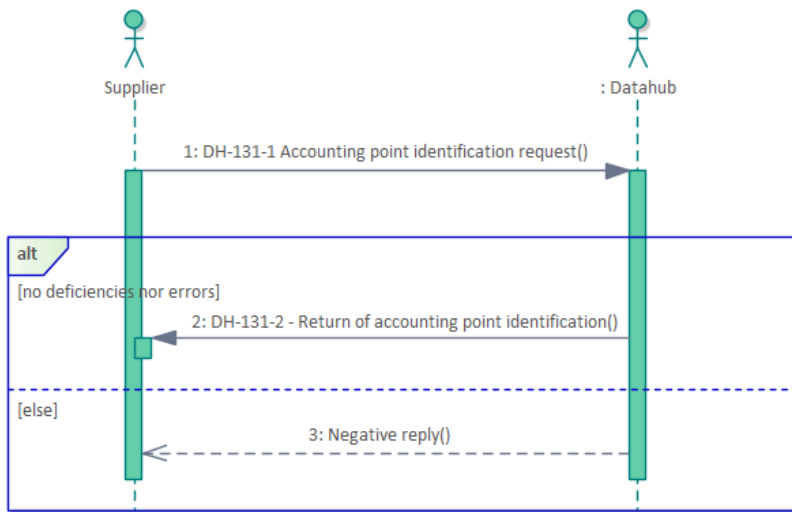 Supplier
: Datahub
1: DH-131-1 Accounting point identification request()
alt
[no deficiencies nor errors]
2: DH-131-2 - Return of accounting point identification()
[else]
3: Negative reply()